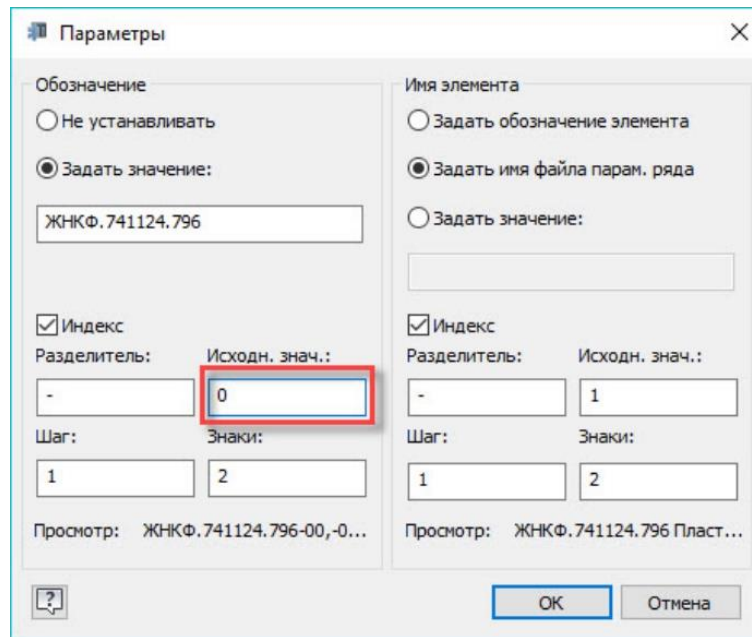 Параметры
Обозначение
Не устанавливать
Задать значение:
ЖНКФ.741124.796
Индекс
Разделитель: Исходн. знач.:
- 0
Шаг: Знаки:
1 2
Просмотр: ЖНКФ.741124.796-00,-0...
Имя элемента
Задать обозначение элемента
Задать имя файла парам. ряда
Задать значение:
Индекс
Разделитель: Исходн. знач.:
- 1
Шаг: Знаки:
1 2
Просмотр: ЖНКФ.741124.796 Пласт...
?
OK Отмена